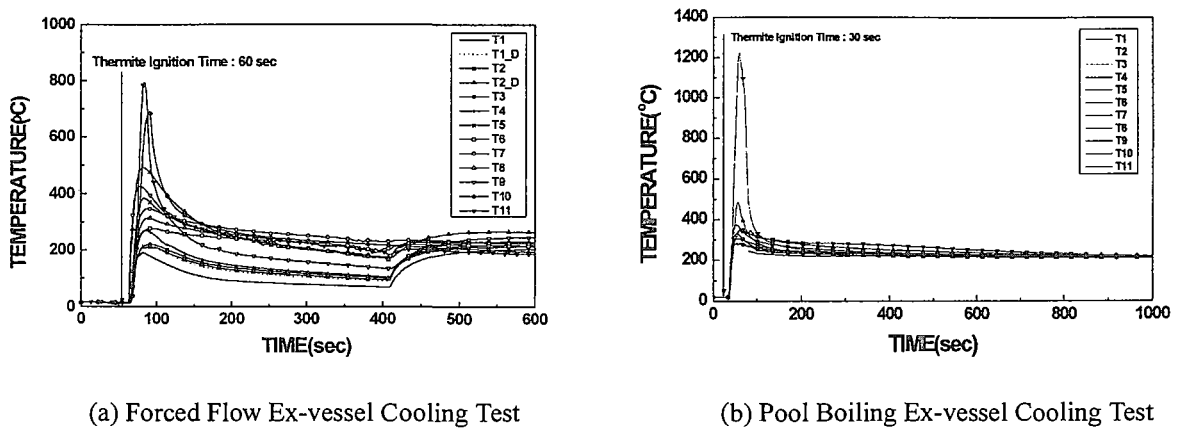 1000
800
600
400
200
0
TEMPERATURE(ºC)
Thermite Ignition Time : 60 sec
T1
T1_D
T2
T2_D
T3
T4
T5
T6
T7
T8
T9
T10
T11
0 100 200 300 400 500 600
TIME(sec)
(a) Forced Flow Ex-vessel Cooling Test
1400
1200
1000
800
600
400
200
0
TEMPERATURE(°C)
Thermite Ignition Time : 30 sec
T1
T2
T3
T4
T5
T6
T7
T8
T9
T10
T11
0 200 400 600 800 1000
TIME(sec)
(b) Pool Boiling Ex-vessel Cooling Test